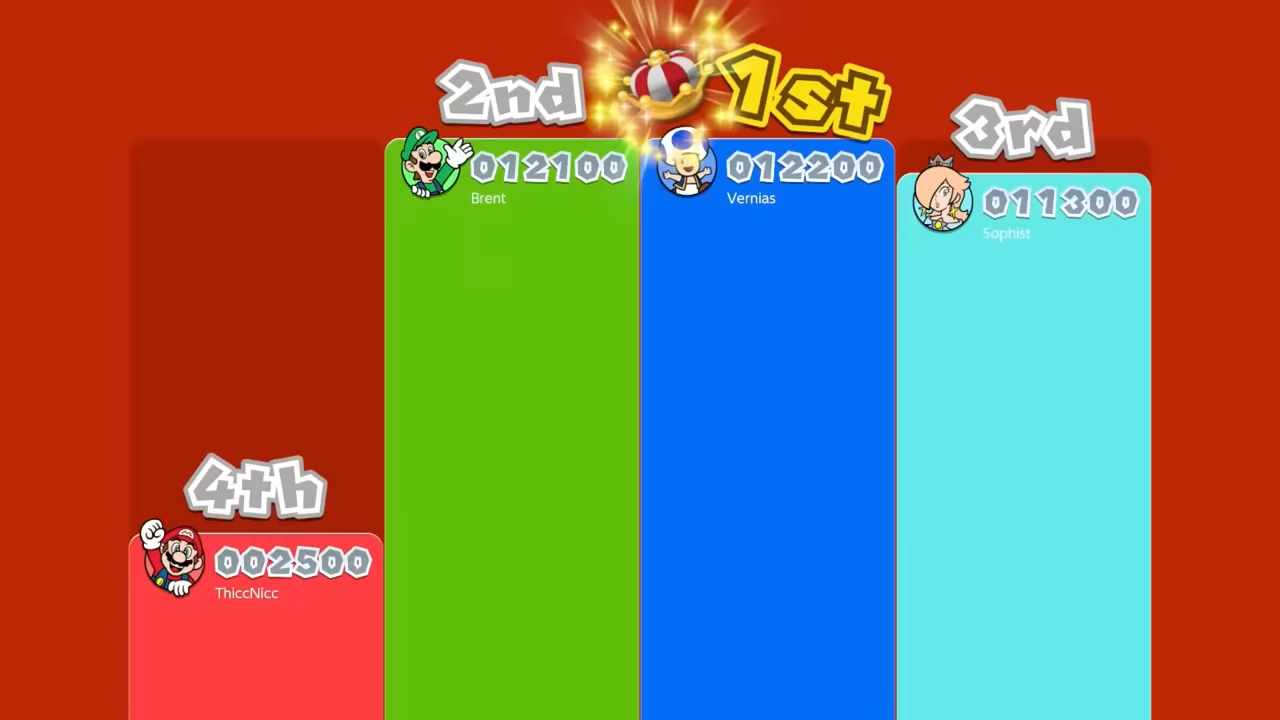 2nd
1st
3rd
012100
Brent
012200
Vernias
011300
Sophist
4th
002500
ThiccNicc